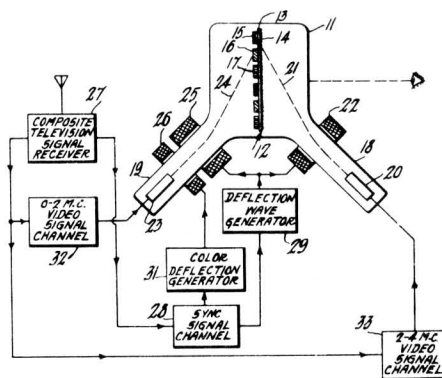 13
15
14
11
16
17
24
21
25
26
22
27
COMPOSITE
TELEVISION
SIGNAL
RECEIVER
19
12
18
20
23
0-2 M.C.
VIDEO SIGNAL
CHANNEL
32
DEFLECTION
WAVE
GENERATOR
29
COLOR
DEFLECTION
GENERATOR
31
SYNC
SIGNAL
CHANNEL
28
33
2-4 M.C.
VIDEO
SIGNAL
CHANNEL